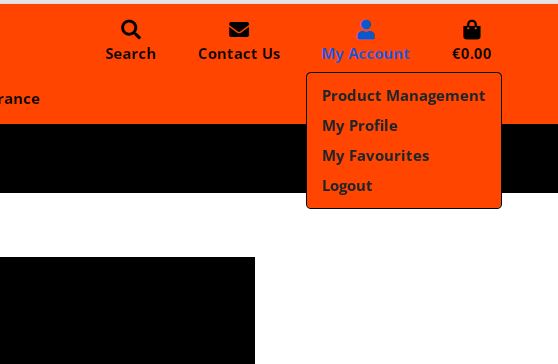 Search
Contact Us
My Account
€0.00
rance
Product Management
My Profile
My Favourites
Logout